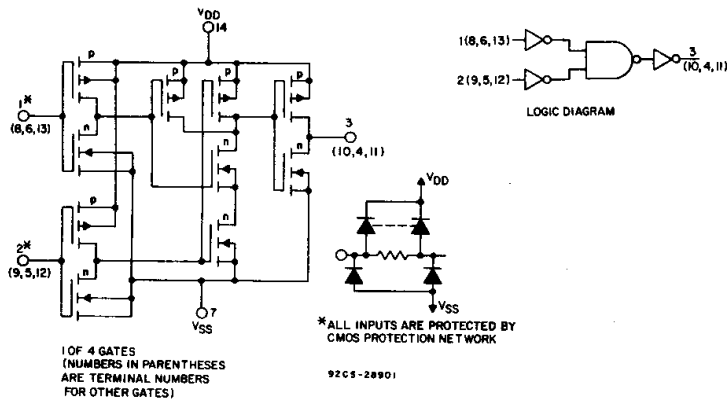 VDD
14
p
p
p
p
1*
(8,6,13)
n
n
n
3
(10,4,11)
p
2*
(9,5,12)
n
n
7
VSS
1 OF 4 GATES
(NUMBERS IN PARENTHESES
ARE TERMINAL NUMBERS
FOR OTHER GATES)
1(8,6,13)
2(9,5,12)
3
(10,4,11)
LOGIC DIAGRAM
VDD
VSS
*ALL INPUTS ARE PROTECTED BY
CMOS PROTECTION NETWORK
92CS-28901